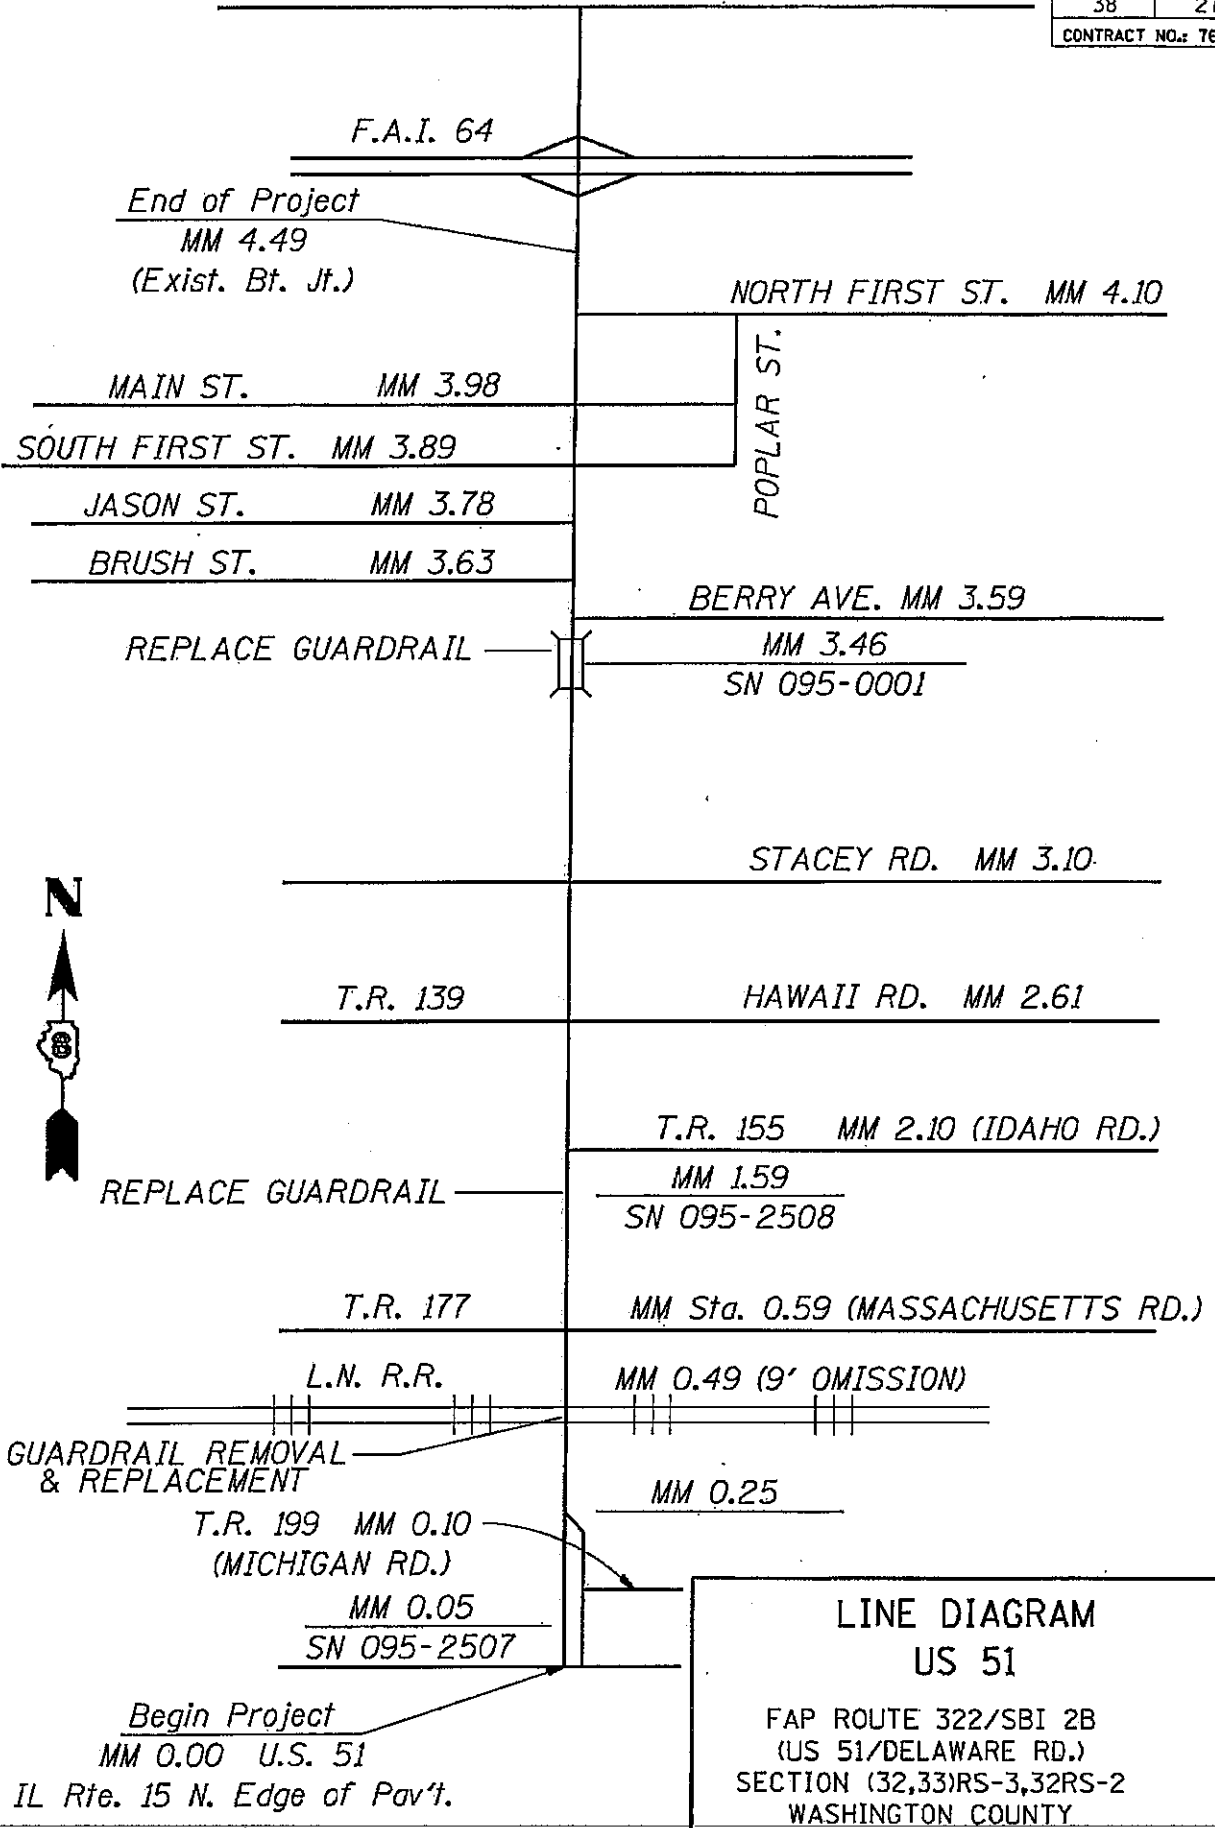 38
CONTRACT NO.: 76
F.A.I. 64
End of Project
MM 4.49
(Exist. Bt. Jt.)
NORTH FIRST ST. MM 4.10
POPLAR ST.
MAIN ST. MM 3.98
SOUTH FIRST ST. MM 3.89
JASON ST. MM 3.78
BRUSH ST. MM 3.63
BERRY AVE. MM 3.59
REPLACE GUARDRAIL
MM 3.46
SN 095-0001
STACEY RD. MM 3.10
N
8
T.R. 139 HAWAII RD. MM 2.61
T.R. 155 MM 2.10 (IDAHO RD.)
REPLACE GUARDRAIL
MM 1.59
SN 095-2508
T.R. 177 MM Sta. 0.59 (MASSACHUSETTS RD.)
L.N. R.R. MM 0.49 (9' OMISSION)
GUARDRAIL REMOVAL
& REPLACEMENT
MM 0.25
T.R. 199 MM 0.10
(MICHIGAN RD.)
MM 0.05
SN 095-2507
Begin Project
MM 0.00 U.S. 51
IL Rte. 15 N. Edge of Pav't.
LINE DIAGRAM
US 51
FAP ROUTE 322/SBI 2B
(US 51/DELAWARE RD.)
SECTION (32,33)RS-3,32RS-2
WASHINGTON COUNTY